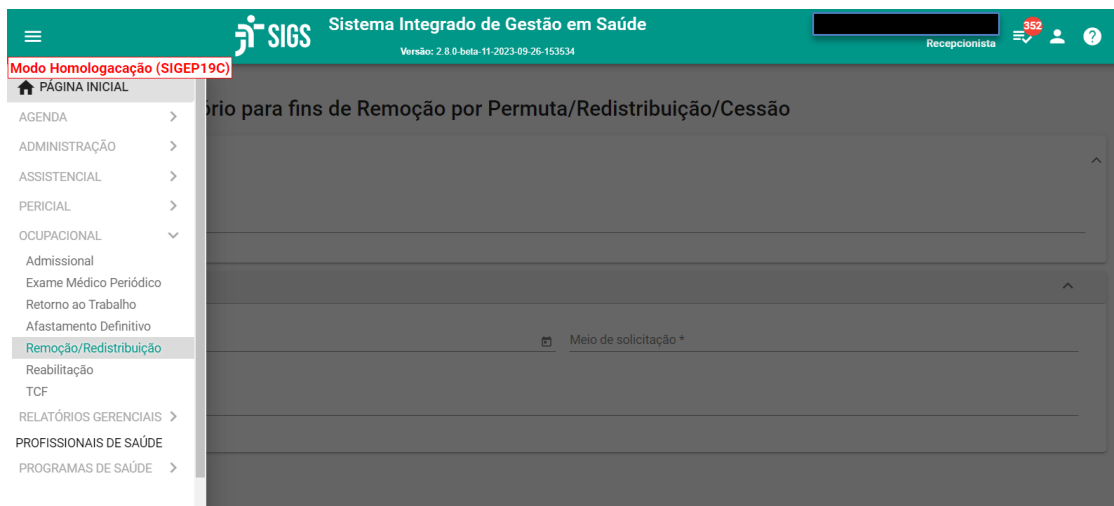 SIGS
Sistema Integrado de Gestão em Saúde
Versão: 2.8.0-beta-11-2023-09-26-153534
Recepcionista
352
?
Modo Homologacação (SIGEP19C)
PÁGINA INICIAL
AGENDA
ADMINISTRAÇÃO
ASSISTENCIAL
PERICIAL
OCUPACIONAL
Admissional
Exame Médico Periódico
Retorno ao Trabalho
Afastamento Definitivo
Remoção/Redistribuição
Reabilitação
TCF
RELATÓRIOS GERENCIAIS
PROFISSIONAIS DE SAÚDE
PROGRAMAS DE SAÚDE
ório para fins de Remoção por Permuta/Redistribuição/Cessão
Meio de solicitação *